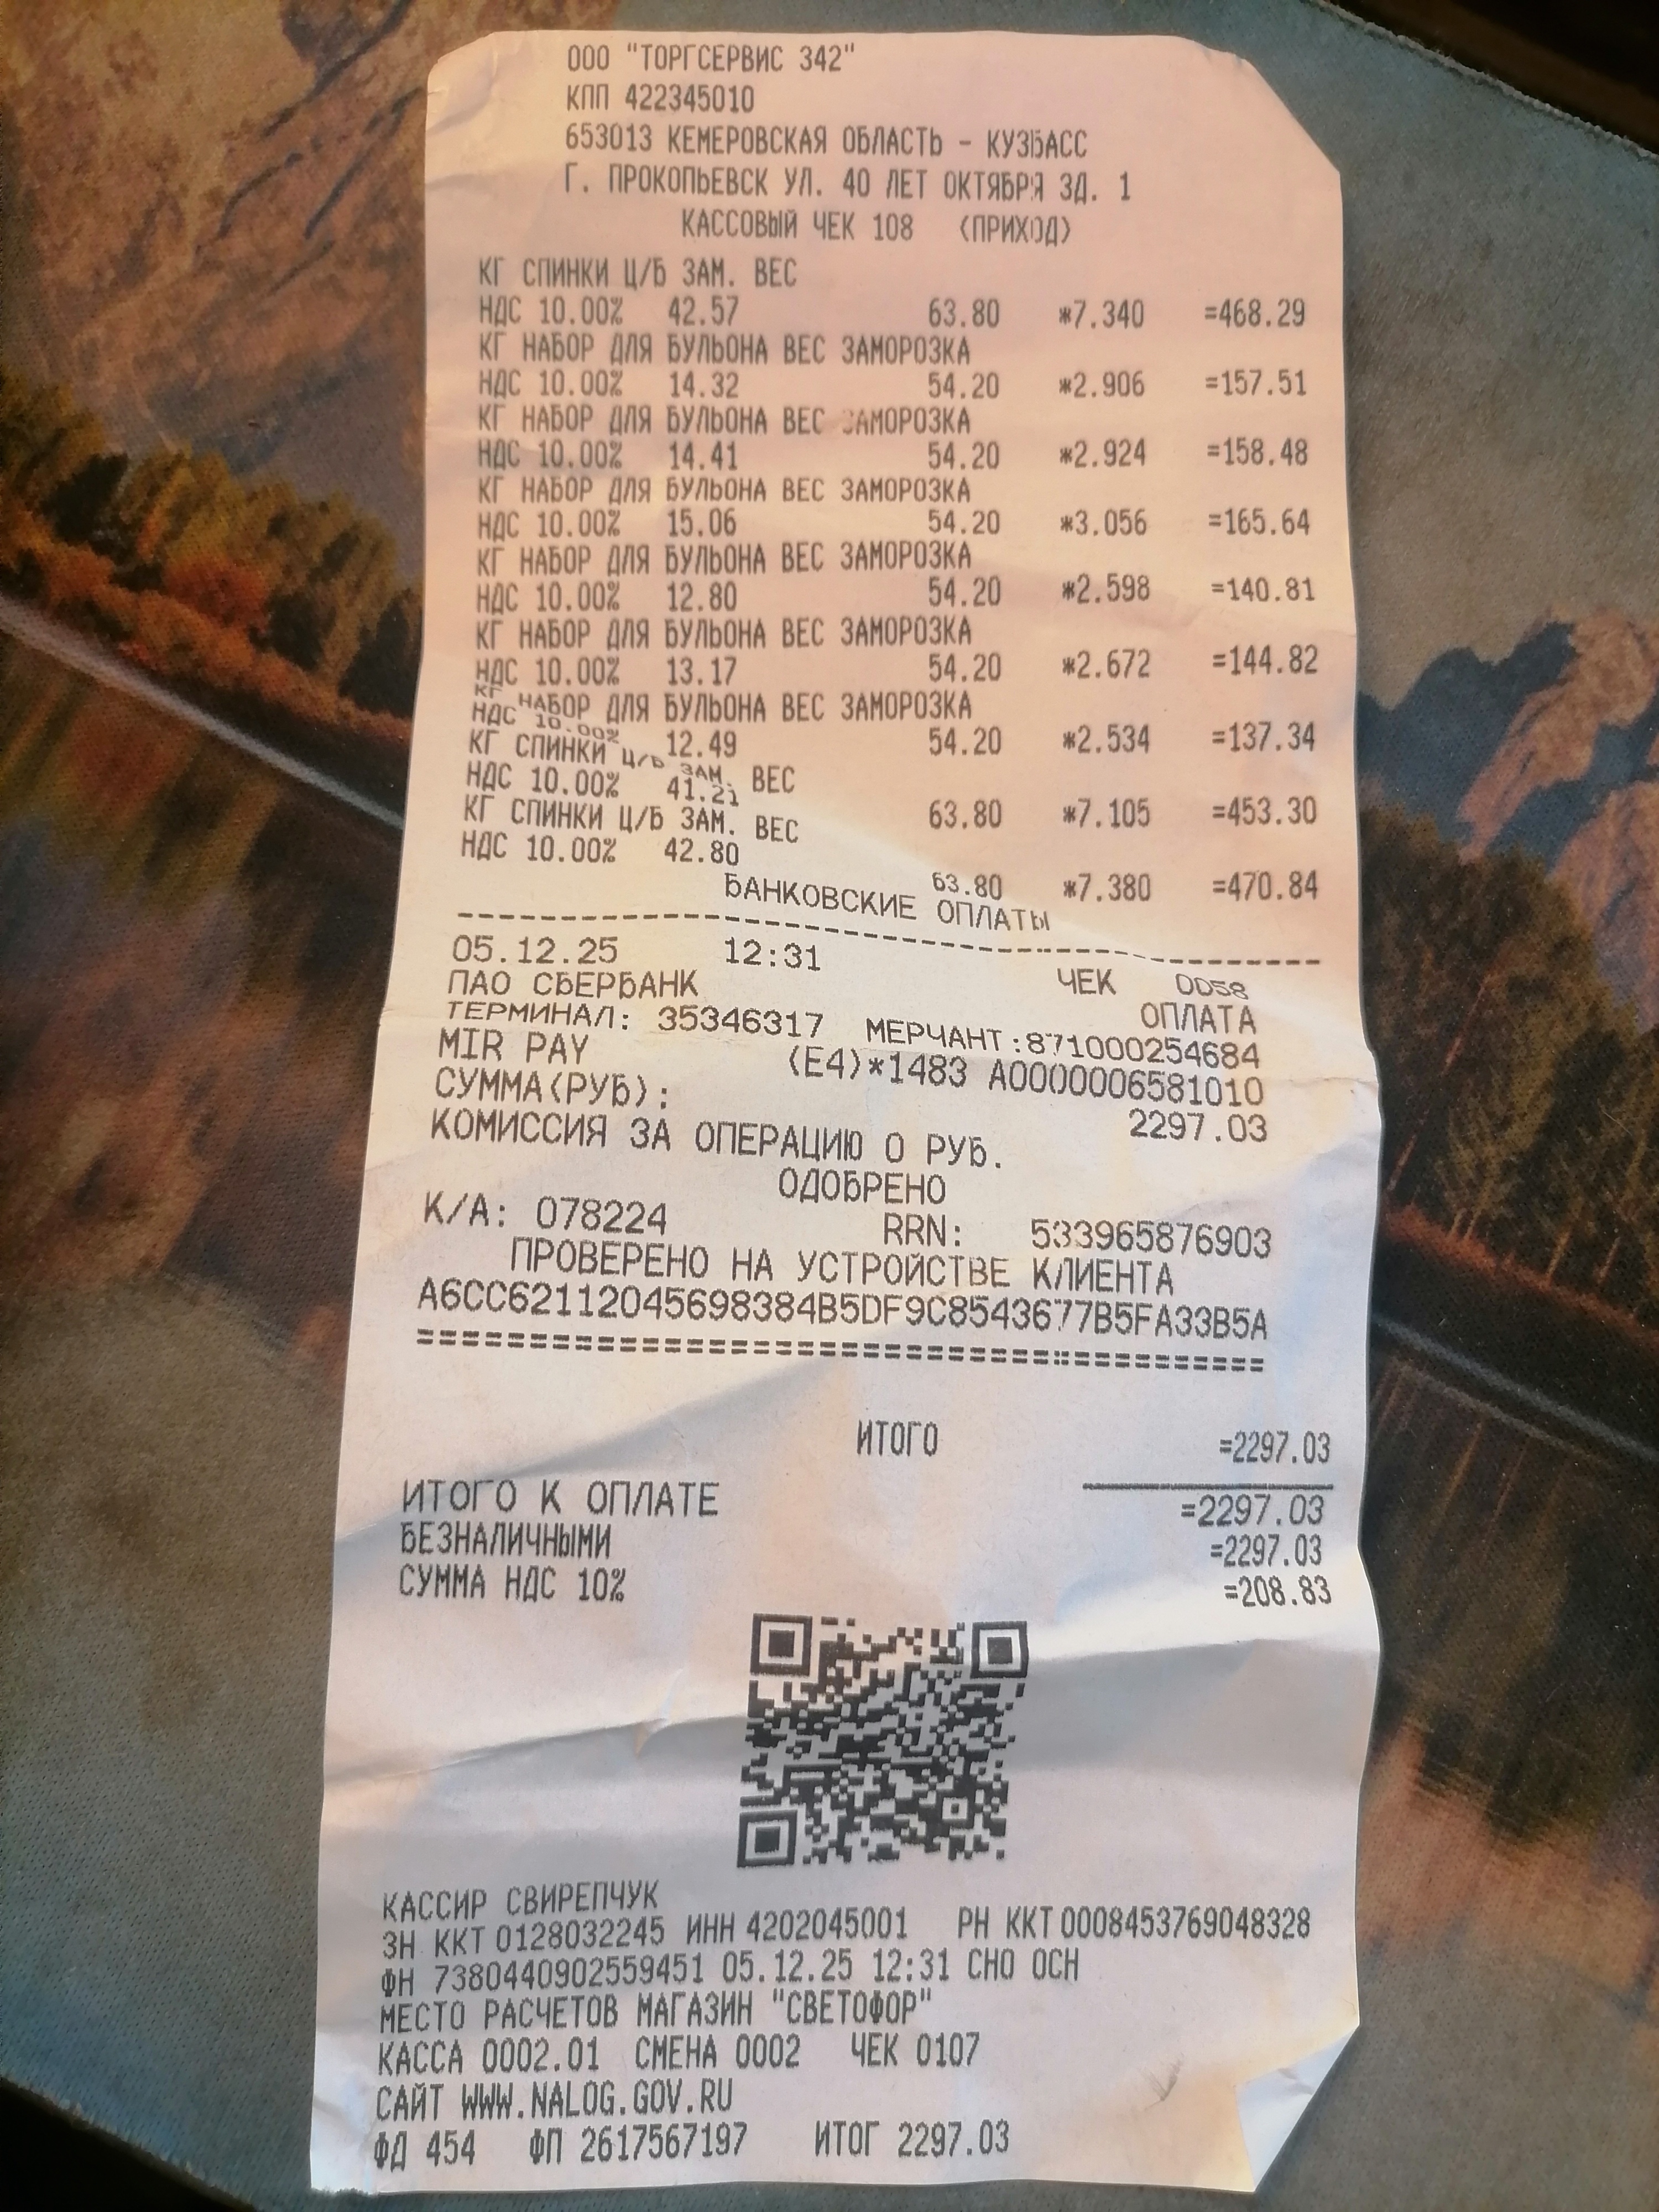 ООО "ТОРГСЕРВИС 342"
КПП 422345010
653013 КЕМЕРОВСКАЯ ОБЛАСТЬ - КУЗБАСС
Г. ПРОКОПЬЕВСК УЛ. 40 ЛЕТ ОКТЯБРЯ ЗД. 1
КАССОВЫЙ ЧЕК 108 (ПРИХОД)
КГ СПИНКИ Ц/Б ЗАМ. ВЕС
НДС 10.00% 42.57 63.80 *7.340 =468.29
КГ НАБОР ДЛЯ БУЛЬОНА ВЕС ЗАМОРОЗКА
НДС 10.00% 14.32 54.20 *2.906 =157.51
КГ НАБОР ДЛЯ БУЛЬОНА ВЕС ЗАМОРОЗКА
НДС 10.00% 14.41 54.20 *2.924 =158.48
КГ НАБОР ДЛЯ БУЛЬОНА ВЕС ЗАМОРОЗКА
НДС 10.00% 15.06 54.20 *3.056 =165.64
КГ НАБОР ДЛЯ БУЛЬОНА ВЕС ЗАМОРОЗКА
НДС 10.00% 12.80 54.20 *2.598 =140.81
КГ НАБОР ДЛЯ БУЛЬОНА ВЕС ЗАМОРОЗКА
НДС 10.00% 13.17 54.20 *2.672 =144.82
КГ НАБОР ДЛЯ БУЛЬОНА ВЕС ЗАМОРОЗКА
НДС 10.00% 12.49 54.20 *2.534 =137.34
КГ СПИНКИ Ц/Б ЗАМ. ВЕС
НДС 10.00% 41.21 63.80 *7.105 =453.30
КГ СПИНКИ Ц/Б ЗАМ. ВЕС
НДС 10.00% 42.80 63.80 *7.380 =470.84
БАНКОВСКИЕ ОПЛАТЫ
05.12.25 12:31 ЧЕК 0058
ПАО СБЕРБАНК ОПЛАТА
ТЕРМИНАЛ: 35346317 МЕРЧАНТ:871000254684
MIR PAY (E4)*1483 A0000006581010
СУММА(РУБ): 2297.03
КОМИССИЯ ЗА ОПЕРАЦИЮ 0 РУБ.
ОДОБРЕНО
К/А: 078224 RRN: 533965876903
ПРОВЕРЕНО НА УСТРОЙСТВЕ КЛИЕНТА
A6CC62112045698384B5DF9C8543677B5FA33B5A
========================================
ИТОГО =2297.03
ИТОГО К ОПЛАТЕ =2297.03
БЕЗНАЛИЧНЫМИ =2297.03
СУММА НДС 10% =208.83
КАССИР СВИРЕПЧУК
ЗН ККТ 0128032245 ИНН 4202045001 РН ККТ 0008453769048328
ФН 7380440902559451 05.12.25 12:31 СНО ОСН
МЕСТО РАСЧЕТОВ МАГАЗИН "СВЕТОФОР"
КАССА 0002.01 СМЕНА 0002 ЧЕК 0107
САЙТ WWW.NALOG.GOV.RU
ФД 454 ФП 2617567197 ИТОГ 2297.03